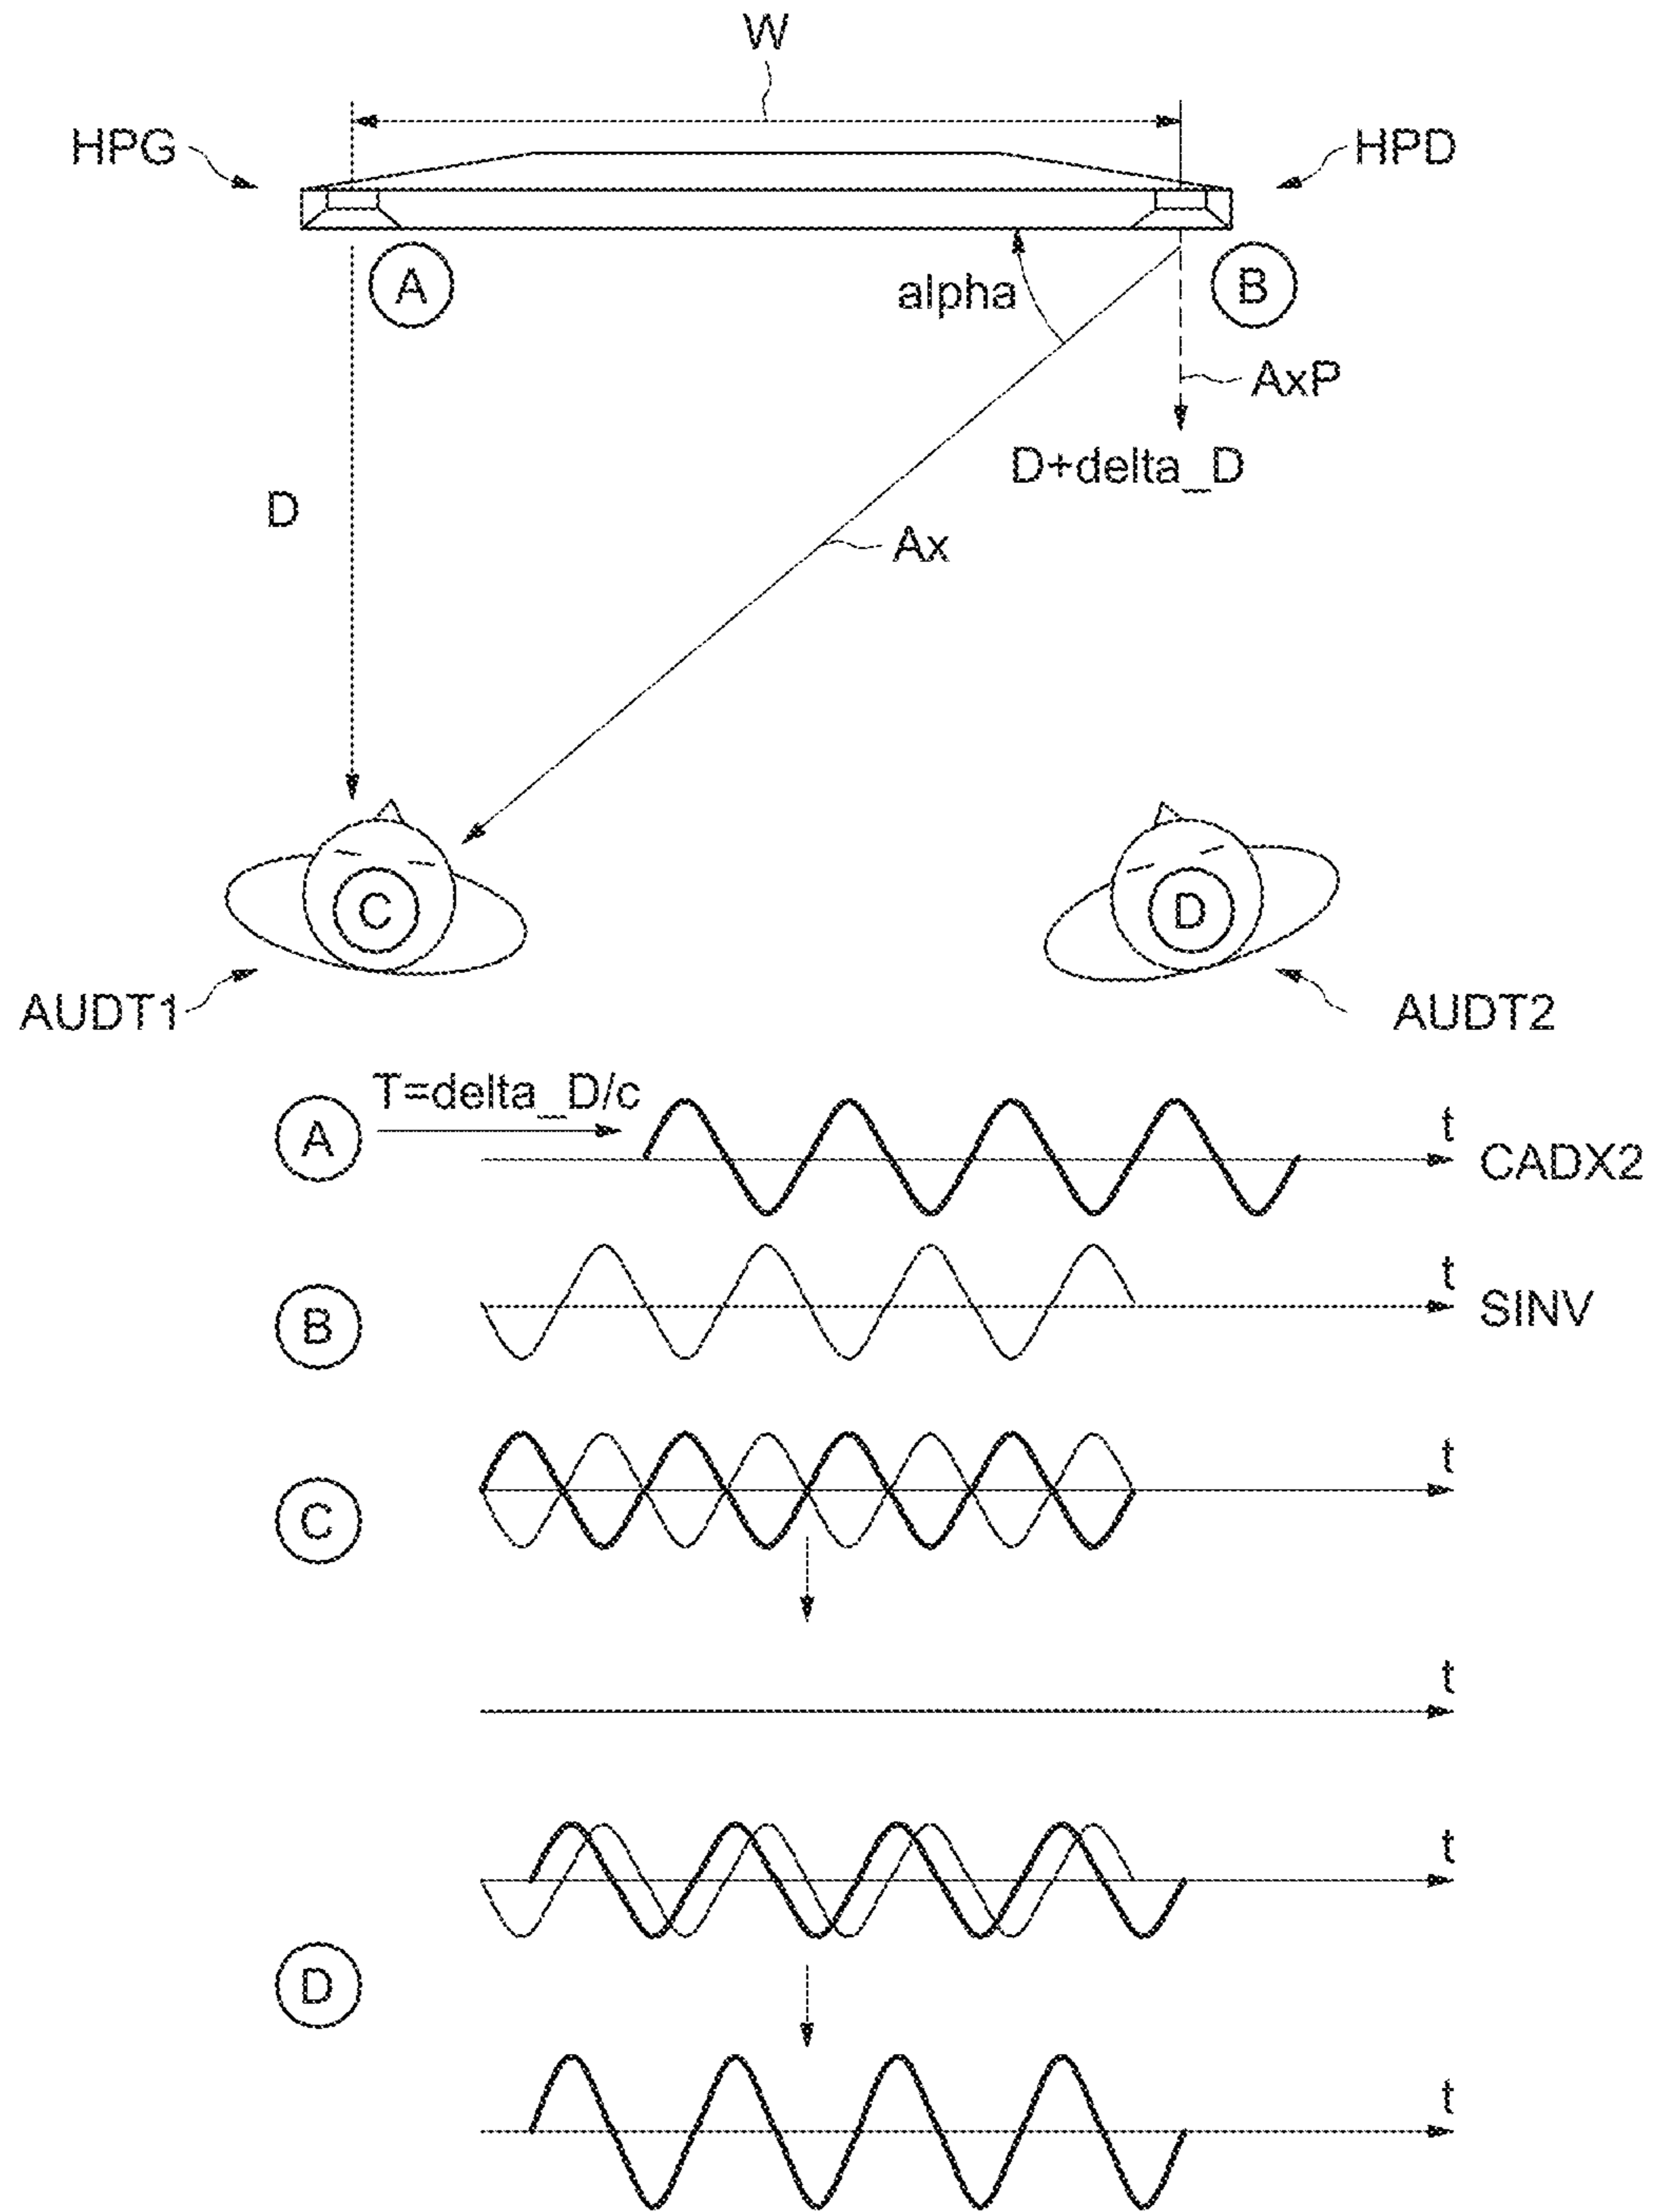 W
HPG
HPD
A
B
alpha
AxP
D+delta_D
D
Ax
C
D
AUDT1
AUDT2
A
T=delta_D/c
t
CADX2
B
t
SINV
C
t
t
D
t
t